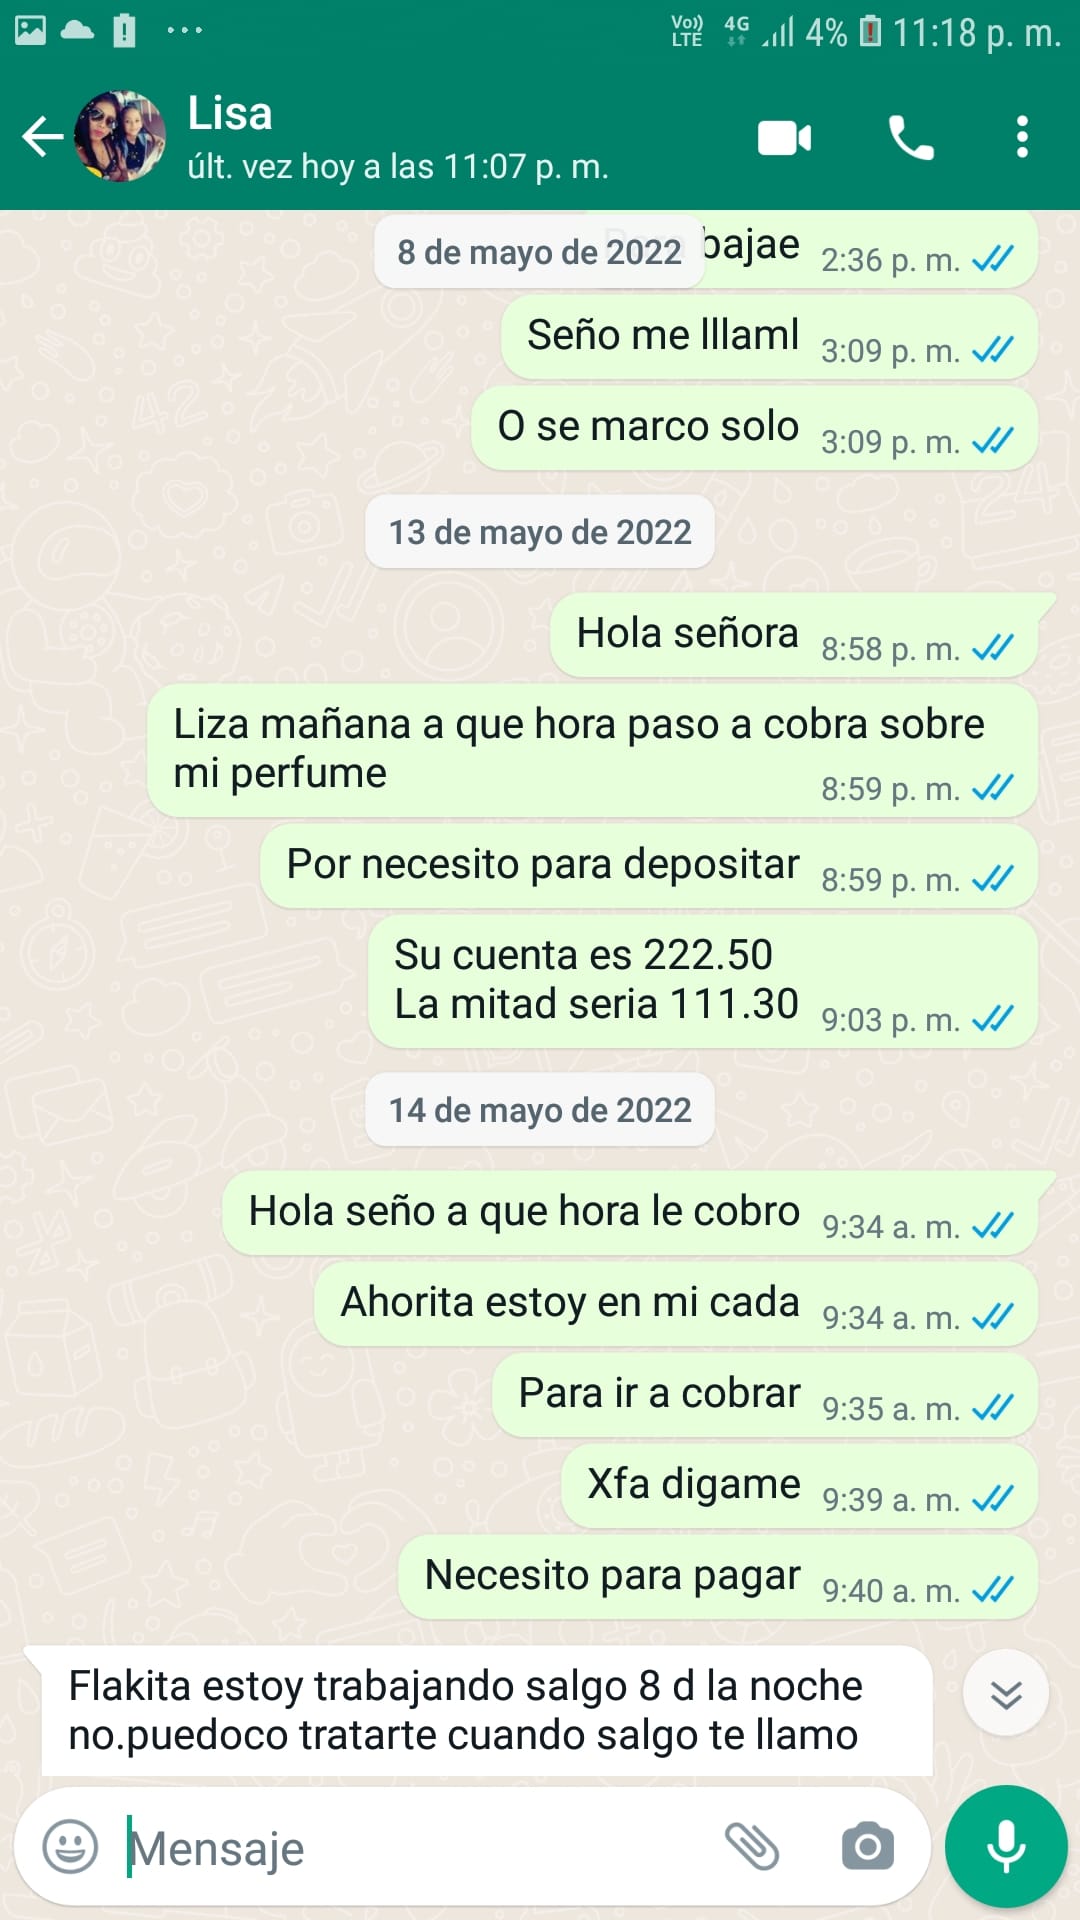 Vo)) LTE 4G 4% 11:18 p. m.
Lisa
últ. vez hoy a las 11:07 p. m.
8 de mayo de 2022
bajae 2:36 p. m.
Seño me lllaml 3:09 p. m.
O se marco solo 3:09 p. m.
13 de mayo de 2022
Hola señora 8:58 p. m.
Liza mañana a que hora paso a cobra sobre
mi perfume 8:59 p. m.
Por necesito para depositar 8:59 p. m.
Su cuenta es 222.50
La mitad seria 111.30 9:03 p. m.
14 de mayo de 2022
Hola seño a que hora le cobro 9:34 a. m.
Ahorita estoy en mi cada 9:34 a. m.
Para ir a cobrar 9:35 a. m.
Xfa digame 9:39 a. m.
Necesito para pagar 9:40 a. m.
Flakita estoy trabajando salgo 8 d la noche
no.puedoco tratarte cuando salgo te llamo
Mensaje